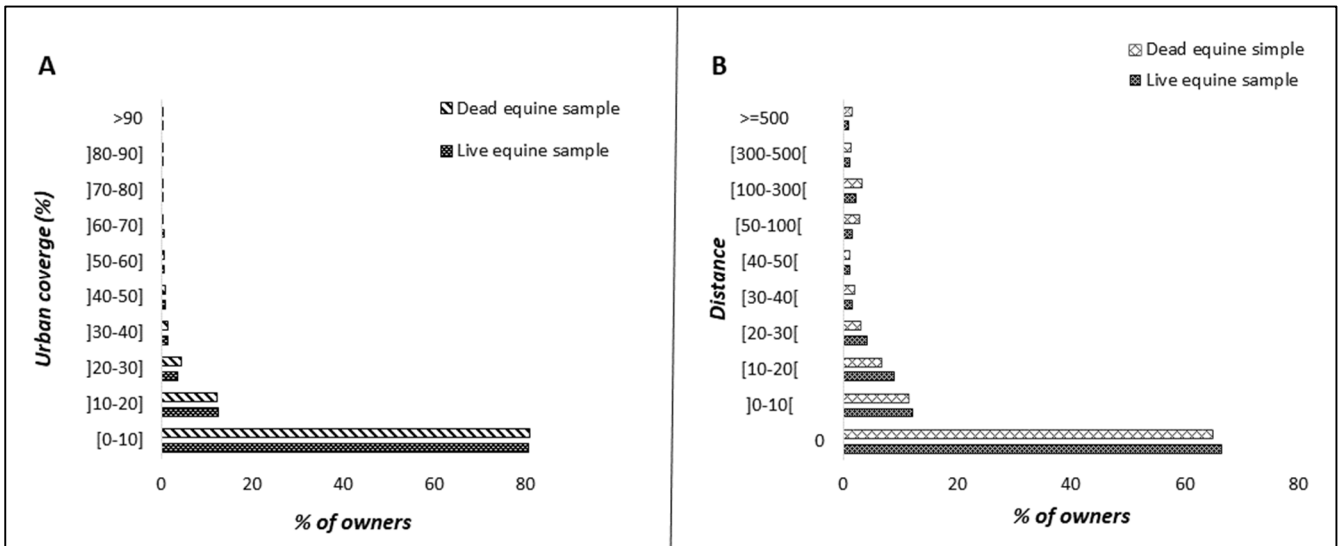 A
Dead equine sample
Live equine sample
Urban coverge (%)
>90
]80-90]
]70-80]
]60-70]
]50-60]
]40-50]
]30-40]
]20-30]
]10-20]
[0-10]
0 20 40 60 80
% of owners
B
Dead equine simple
Live equine sample
Distance
>=500
[300-500[
[100-300[
[50-100[
[40-50[
[30-40[
[20-30[
[10-20[
]0-10[
0
0 20 40 60 80
% of owners